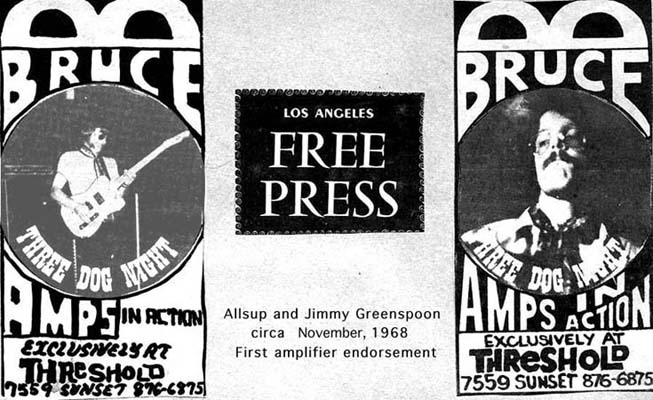 BRUCE
THREE DOG NIGHT
AMPS IN ACTION
EXCLUSIVELY AT
THRESHOLD
7559 SUNSET 876-6875
LOS ANGELES
FREE
PRESS
Allsup and Jimmy Greenspoon
circa November, 1968
First amplifier endorsement
BRUCE
THREE DOG NIGHT
AMPS IN
ACTION
EXCLUSIVELY AT
THRESHOLD
7559 SUNSET 876-6875